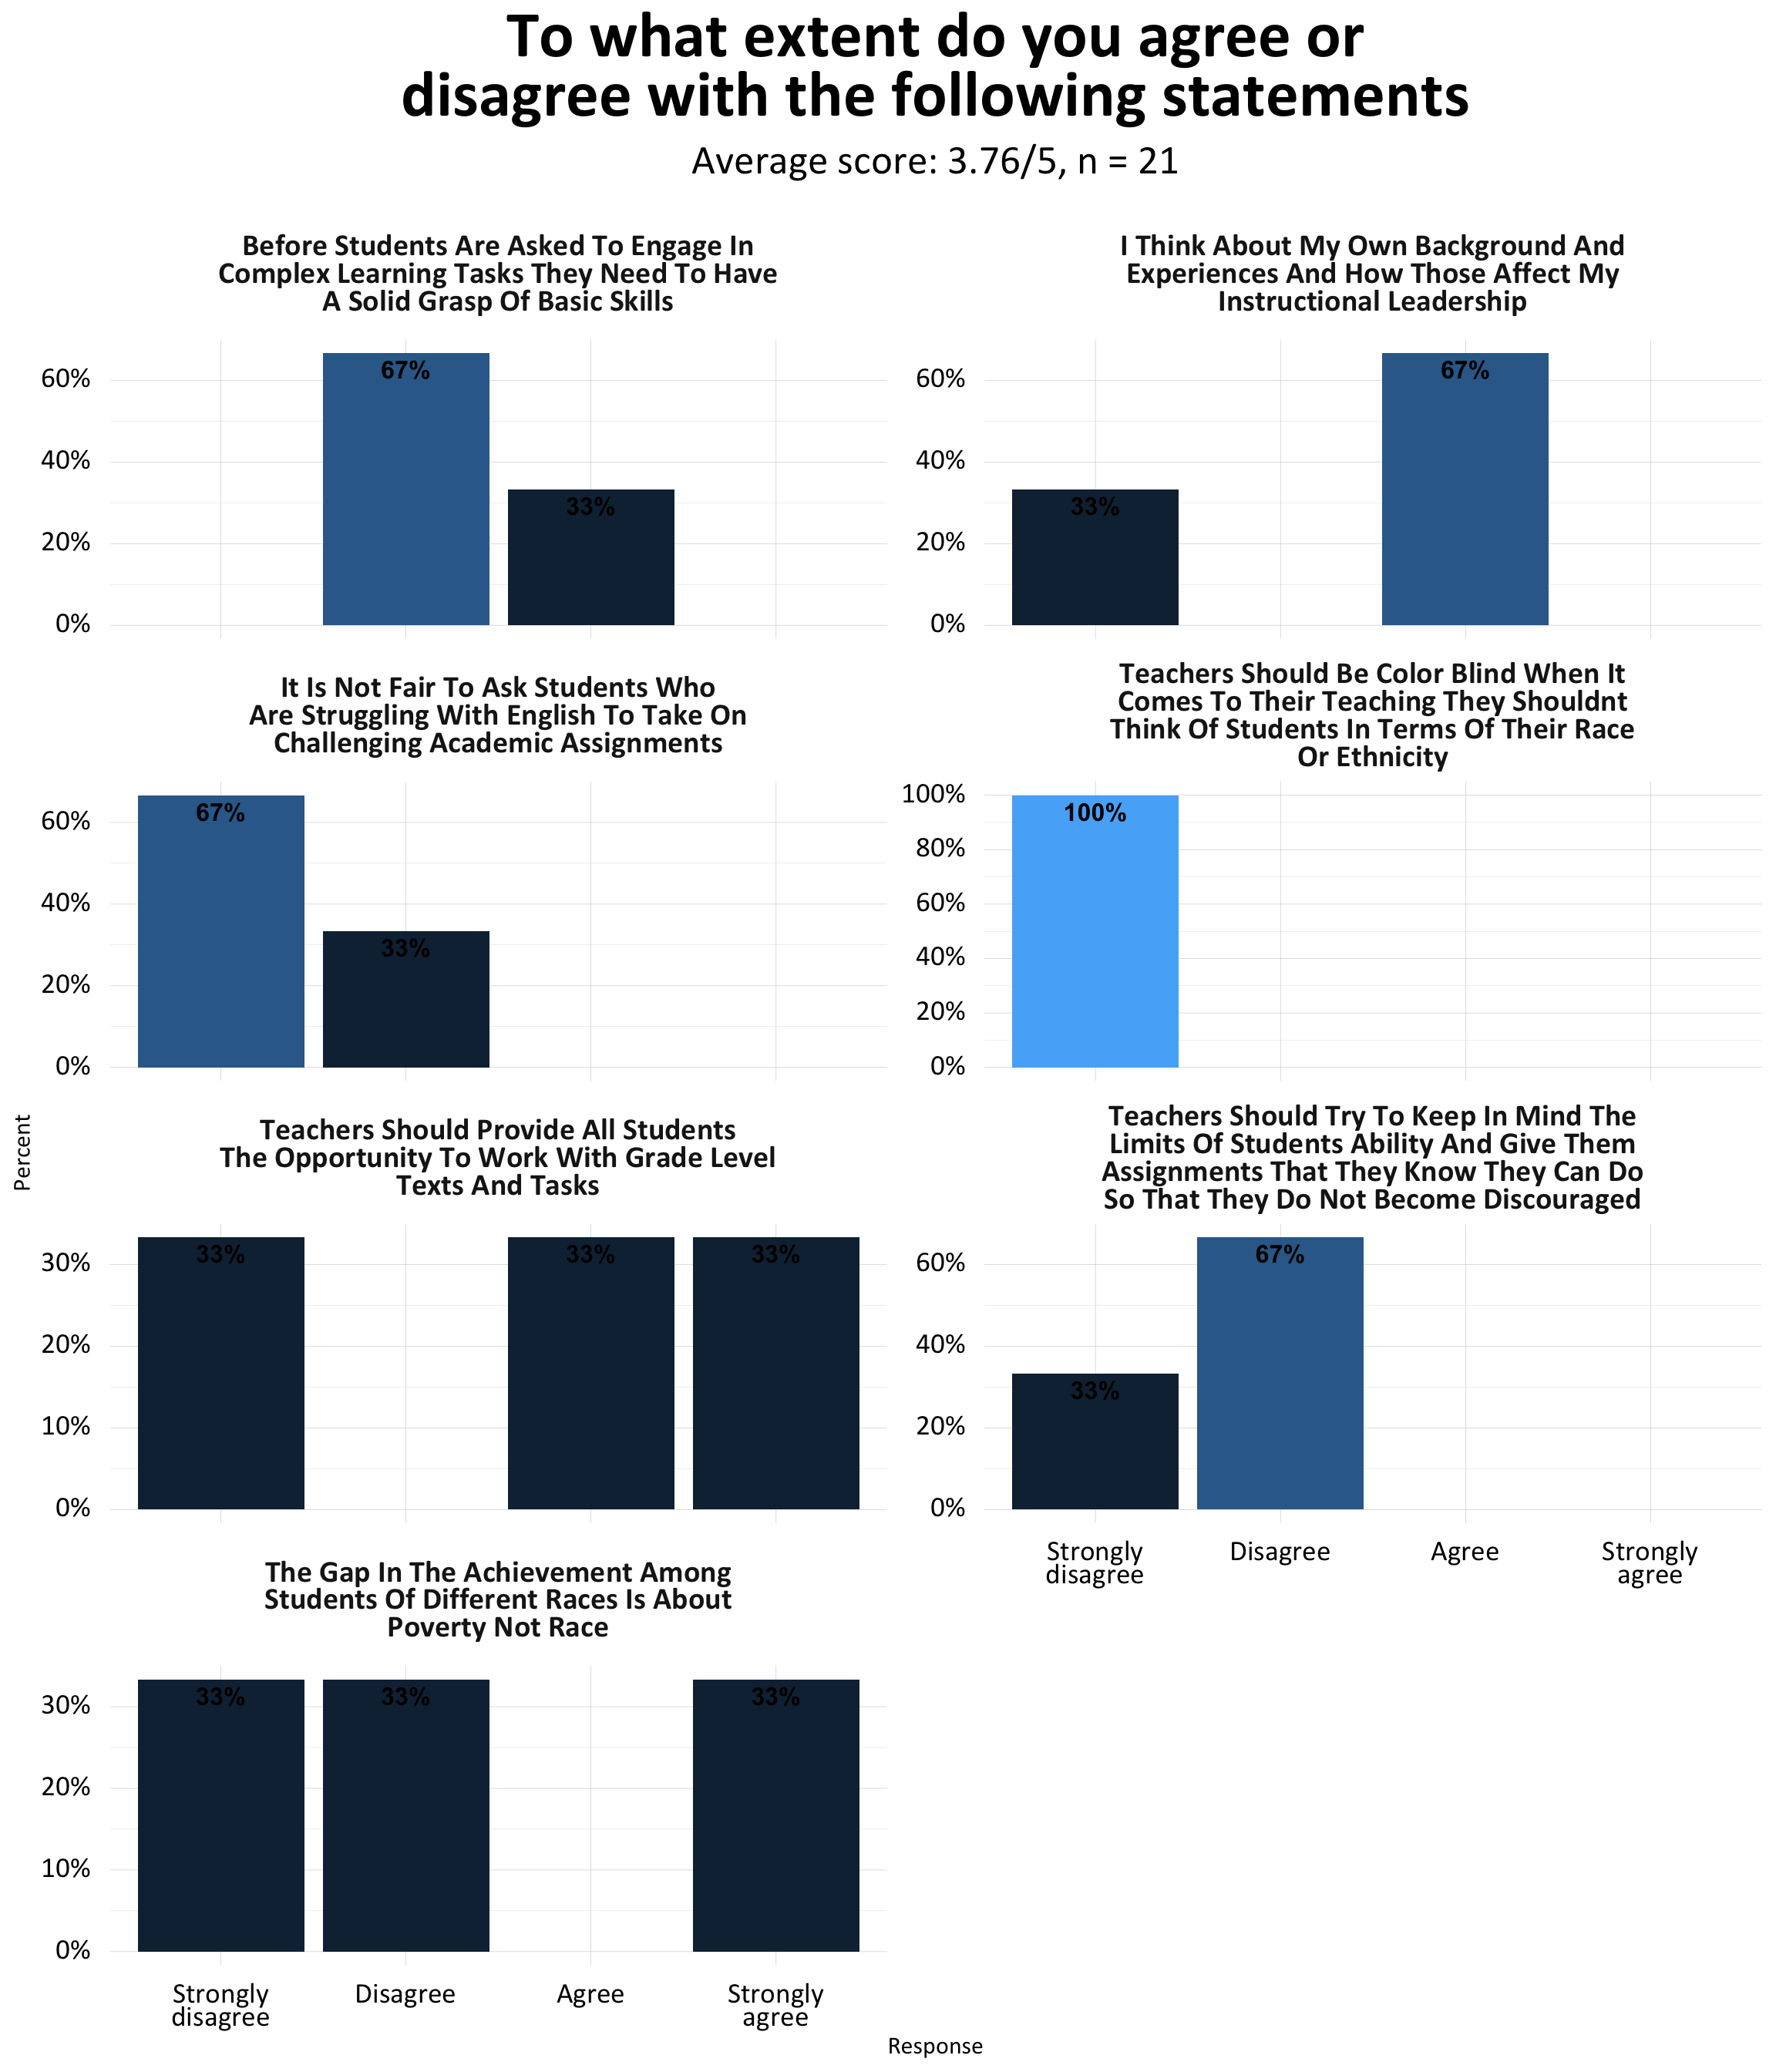 To what extent do you agree or
disagree with the following statements
Average score: 3.76/5, n = 21
Before Students Are Asked To Engage In
Complex Learning Tasks They Need To Have
A Solid Grasp Of Basic Skills
60%
40%
20%
0%
67%
33%
I Think About My Own Background And
Experiences And How Those Affect My
Instructional Leadership
60%
40%
20%
0%
33%
67%
It Is Not Fair To Ask Students Who
Are Struggling With English To Take On
Challenging Academic Assignments
60%
40%
20%
0%
67%
33%
Teachers Should Be Color Blind When It
Comes To Their Teaching They Shouldnt
Think Of Students In Terms Of Their Race
Or Ethnicity
100%
80%
60%
40%
20%
0%
100%
Percent
Teachers Should Provide All Students
The Opportunity To Work With Grade Level
Texts And Tasks
30%
20%
10%
0%
33%
33%
33%
Teachers Should Try To Keep In Mind The
Limits Of Students Ability And Give Them
Assignments That They Know They Can Do
So That They Do Not Become Discouraged
60%
40%
20%
0%
33%
67%
Strongly
disagree
Disagree
Agree
Strongly
agree
The Gap In The Achievement Among
Students Of Different Races Is About
Poverty Not Race
30%
20%
10%
0%
33%
33%
33%
Strongly
disagree
Disagree
Agree
Strongly
agree
Response